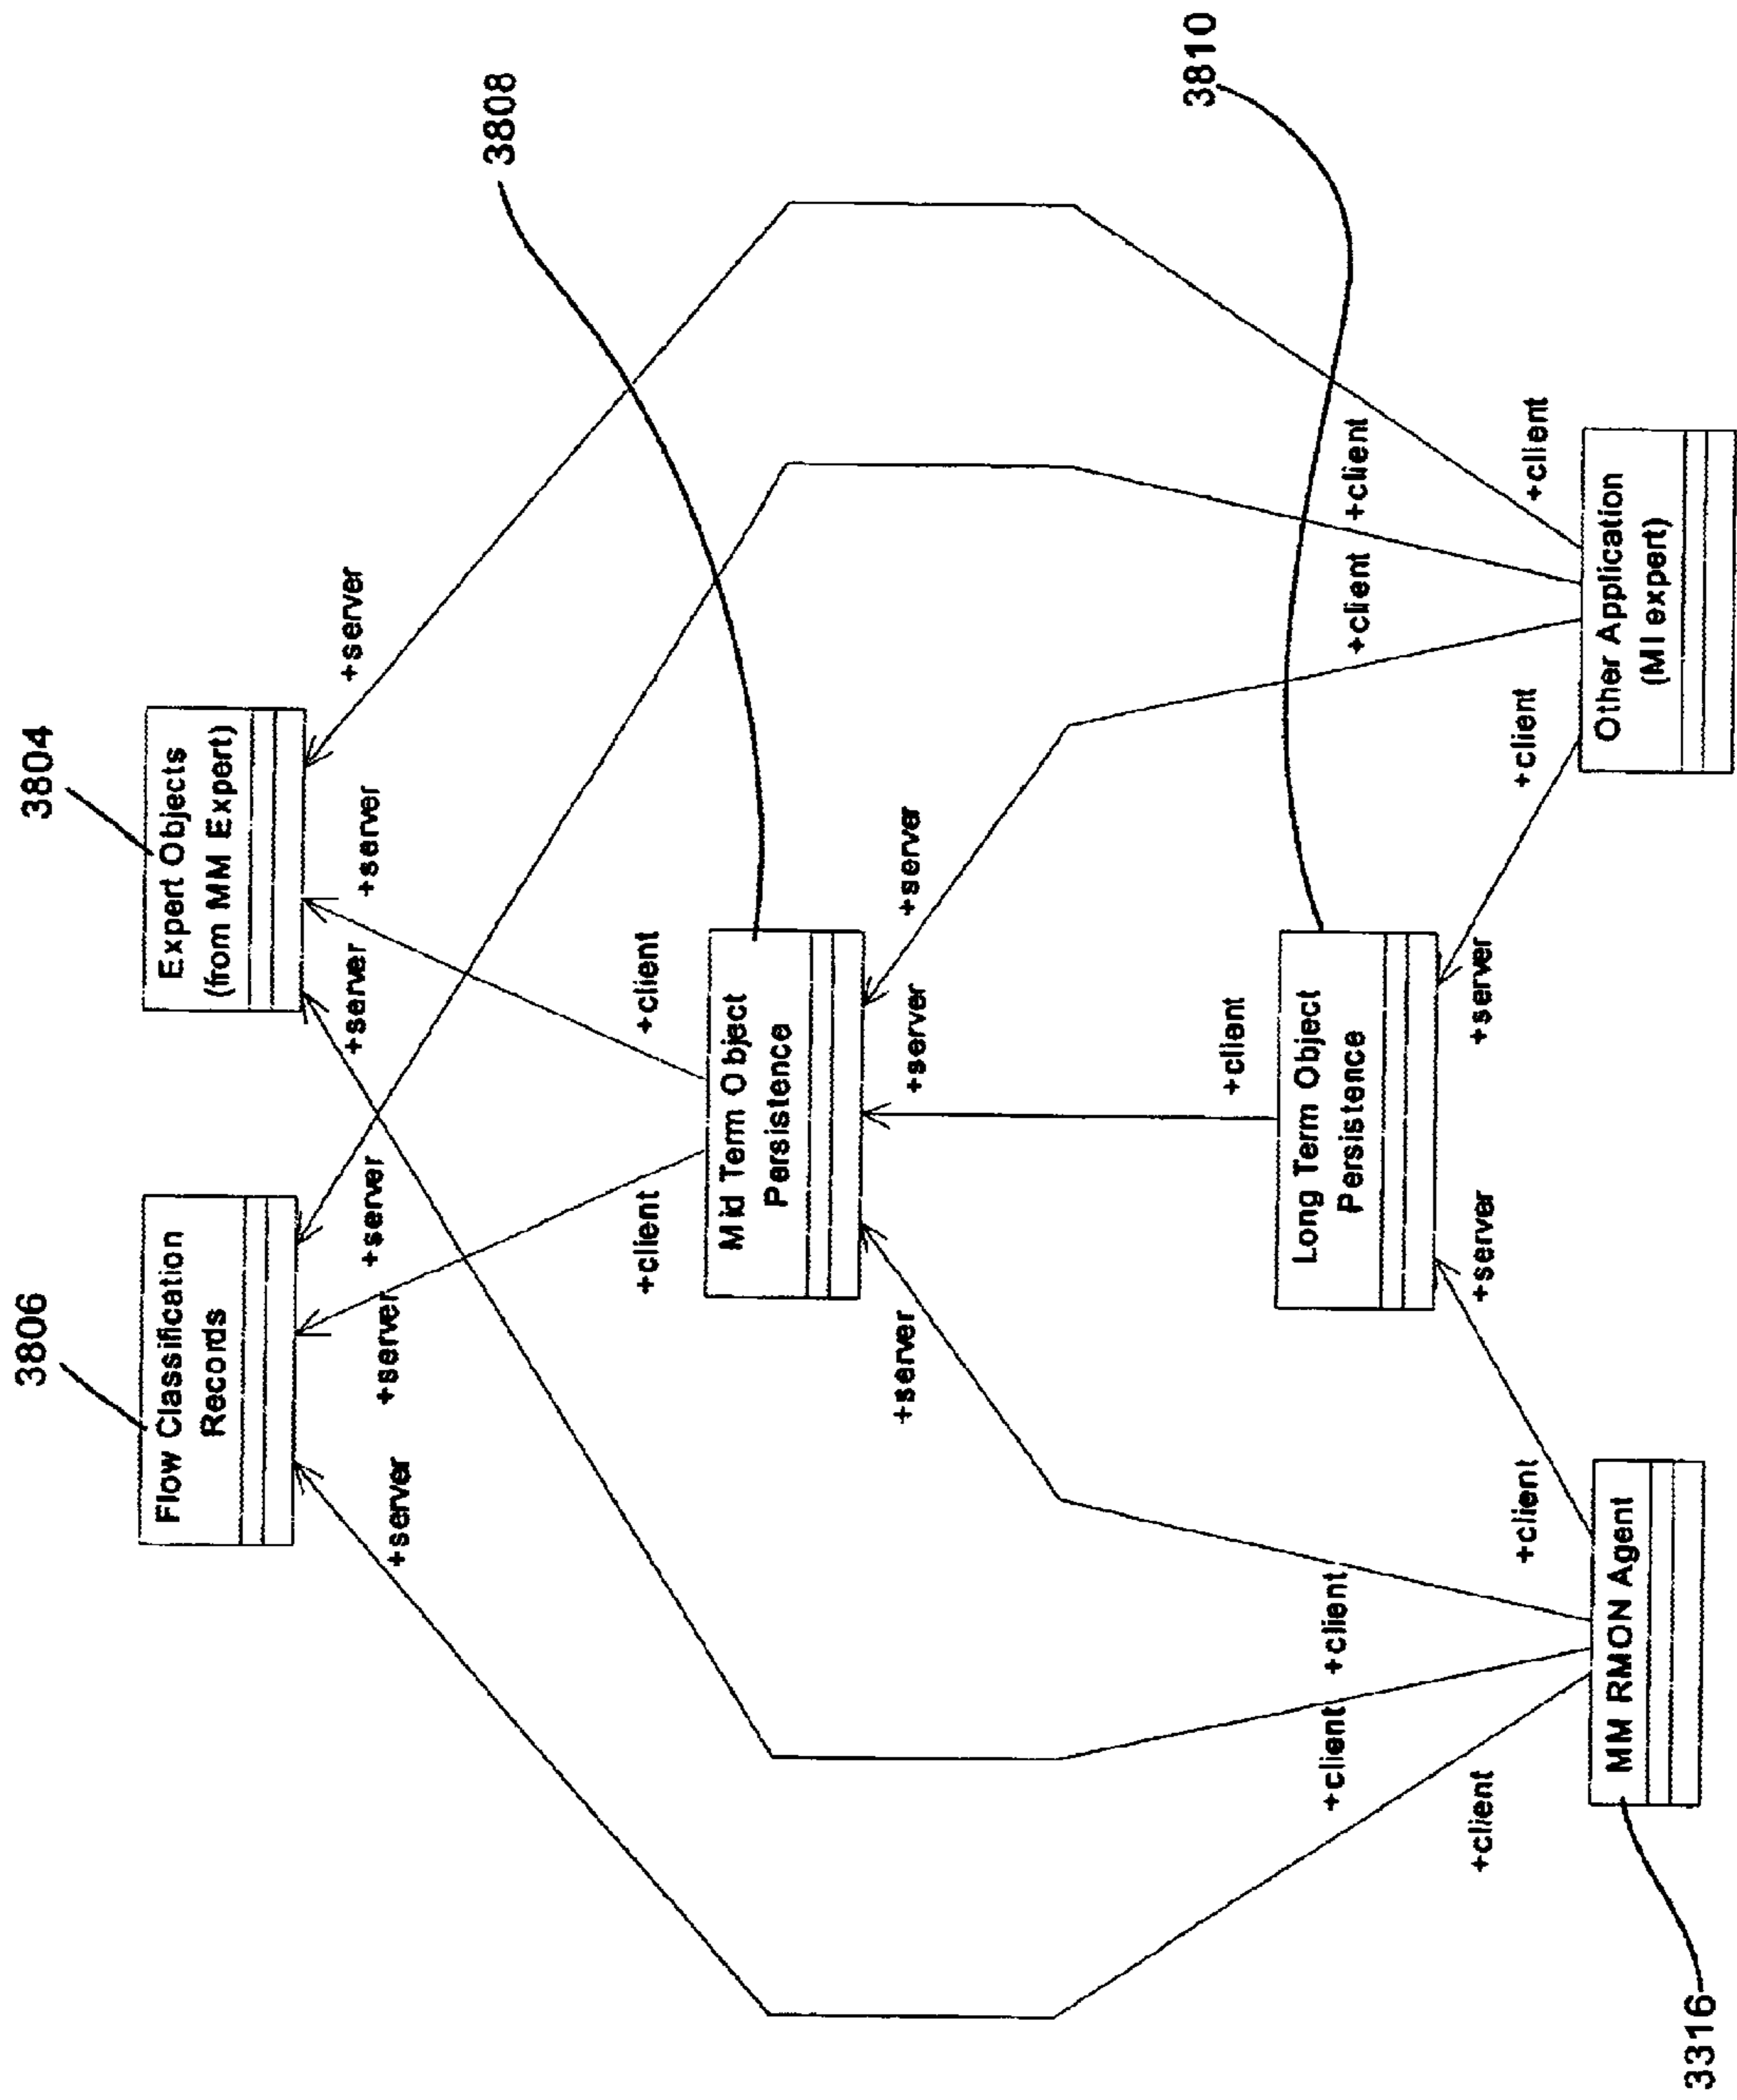 3806
3804
Flow Classification
Records
Expert Objects
(from MM Expert)
+server
+server
+server
+server
+server
+server
3808
+client
+client
Mid Term Object
Persistence
+server
+server
+server
3810
+client
Long Term Object
Persistence
+client
+client
+client
+client
+server
+server
+client
+client
+client
+client
MM RMON Agent
Other Application
(MI expert)
3316